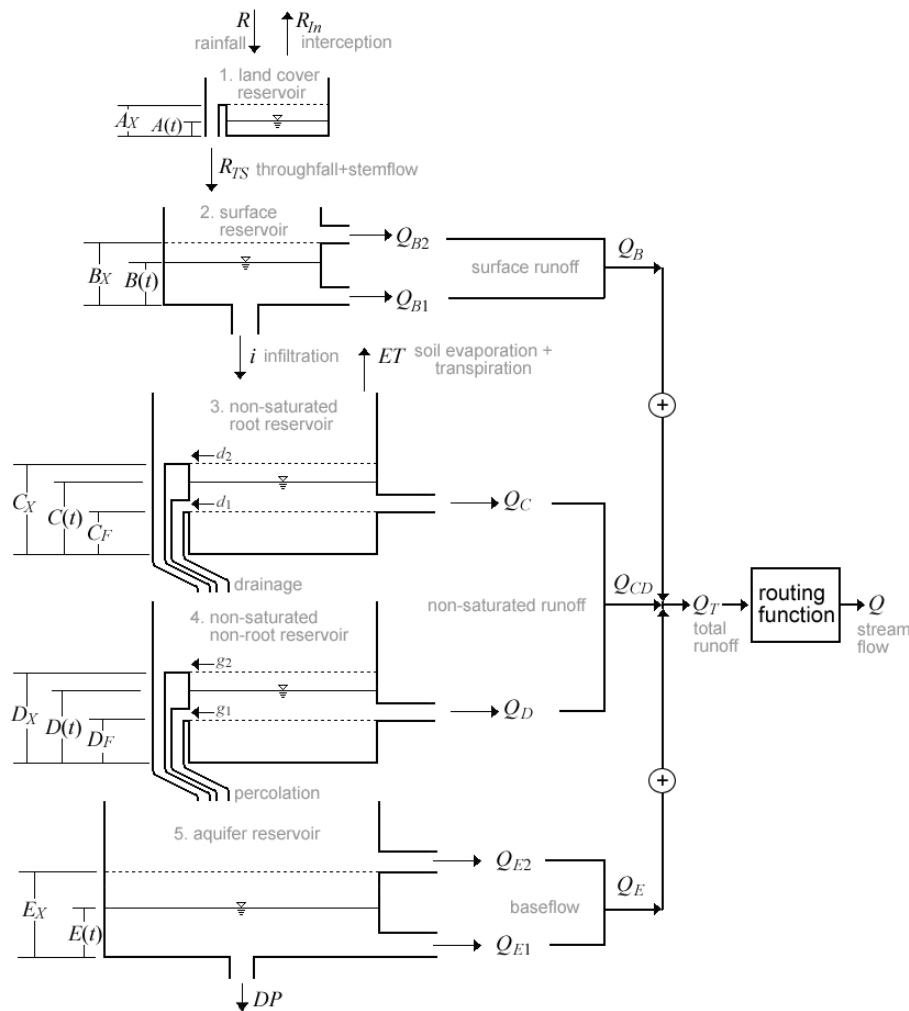 R
R_In
rainfall
interception
1. land cover
reservoir
A_X
A(t)
R_TS throughfall+stemflow
2. surface
reservoir
Q_B2
Q_B
B_X
B(t)
surface runoff
Q_B1
i infiltration
ET soil evaporation +
transpiration
3. non-saturated
root reservoir
+
d_2
C_X
C(t)
d_1
C_F
Q_C
drainage
Q_CD
4. non-saturated
non-root reservoir
non-saturated runoff
Q_T
total
runoff
routing
function
Q
stream
flow
g_2
D_X
D(t)
g_1
D_F
Q_D
percolation
+
5. aquifer reservoir
Q_E2
Q_E
E_X
E(t)
baseflow
Q_E1
DP